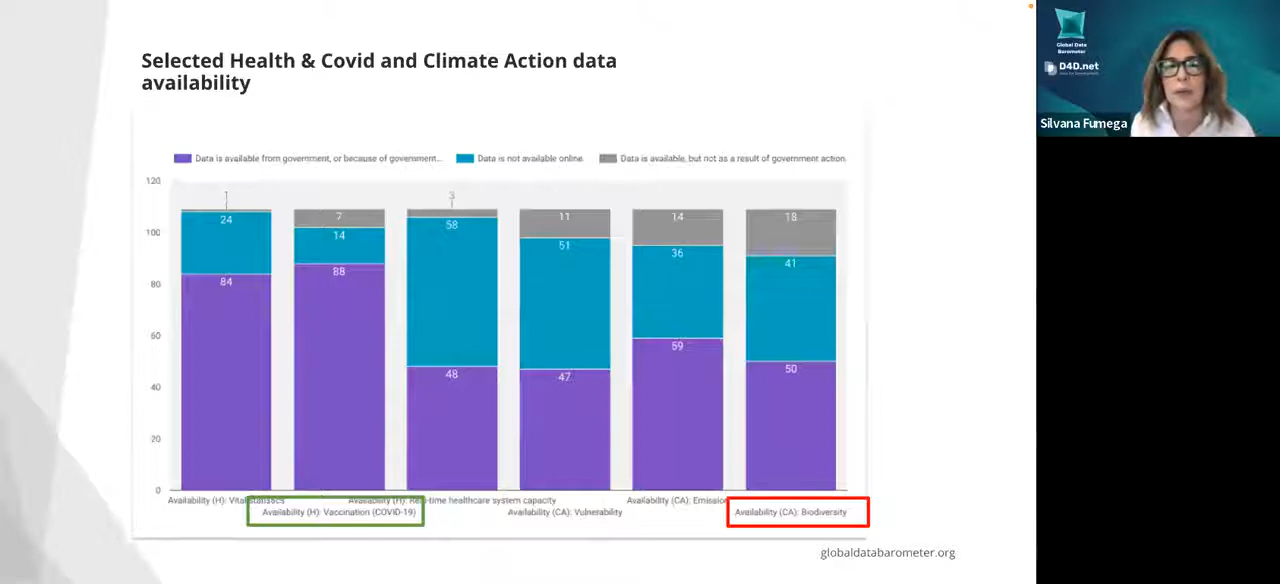 Selected Health & Covid and Climate Action data
availability
Data is available from government, or because of government...
Data is not available online
Data is available, but not as a result of government action
120
100
80
60
40
20
0
1
24
84
7
14
88
3
58
48
11
51
47
14
36
59
18
41
50
Availability (H): Vital statistics
Availability (H): Real-time healthcare system capacity
Availability (CA): Emission
Availability (H): Vaccination (COVID-19)
Availability (CA): Vulnerability
Availability (CA): Biodiversity
globaldatabarometer.org
Global Data
Barometer
D4D.net
Silvana Fumega